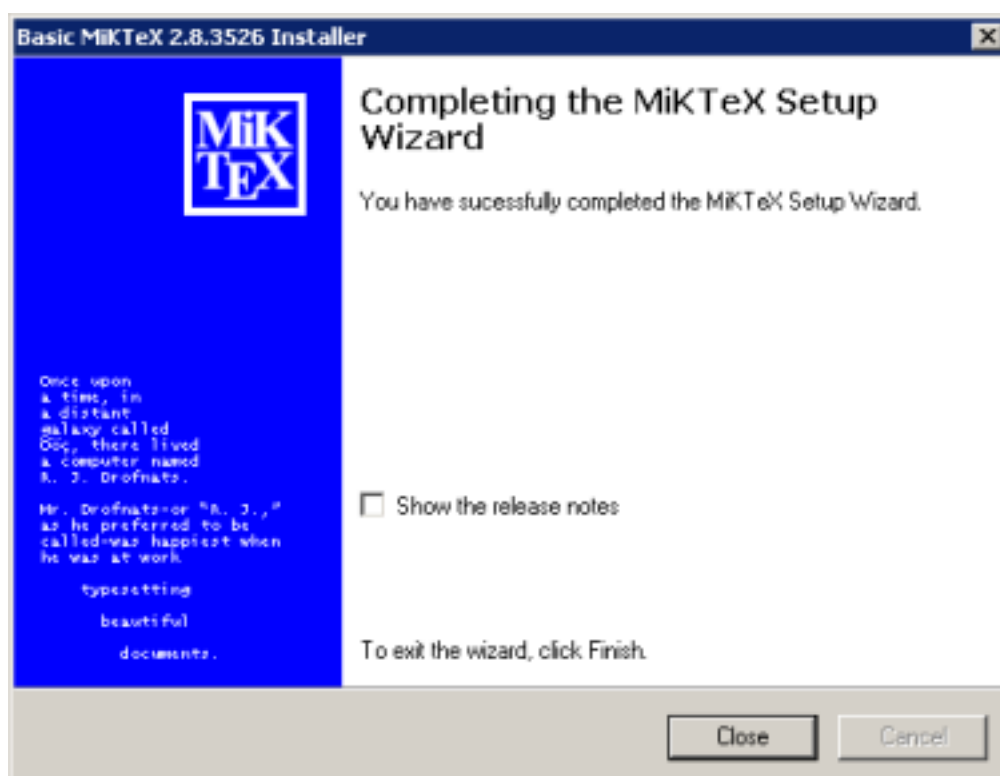 Basic MiKTeX 2.8.3526 Installer
MiK
TEX
Completing the MiKTeX Setup
Wizard
You have sucessfully completed the MiKTeX Setup Wizard.
Once upon
a time, in
a distant
galaxy called
Ööç, there lived
a computer named
R. J. Drofnats.
Mr. Drofnats-or "R. J.,"
as he preferred to be
called-was happiest when
he was at work
typesetting
beautiful
documents.
Show the release notes
To exit the wizard, click Finish.
Close
Cancel